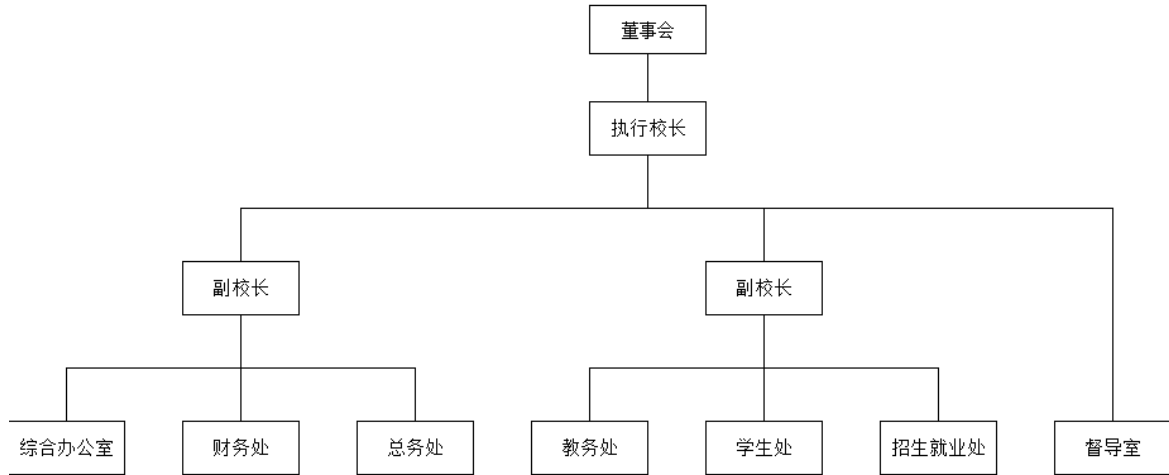 董事会
执行校长
副校长
副校长
综合办公室
财务处
总务处
教务处
学生处
招生就业处
督导室